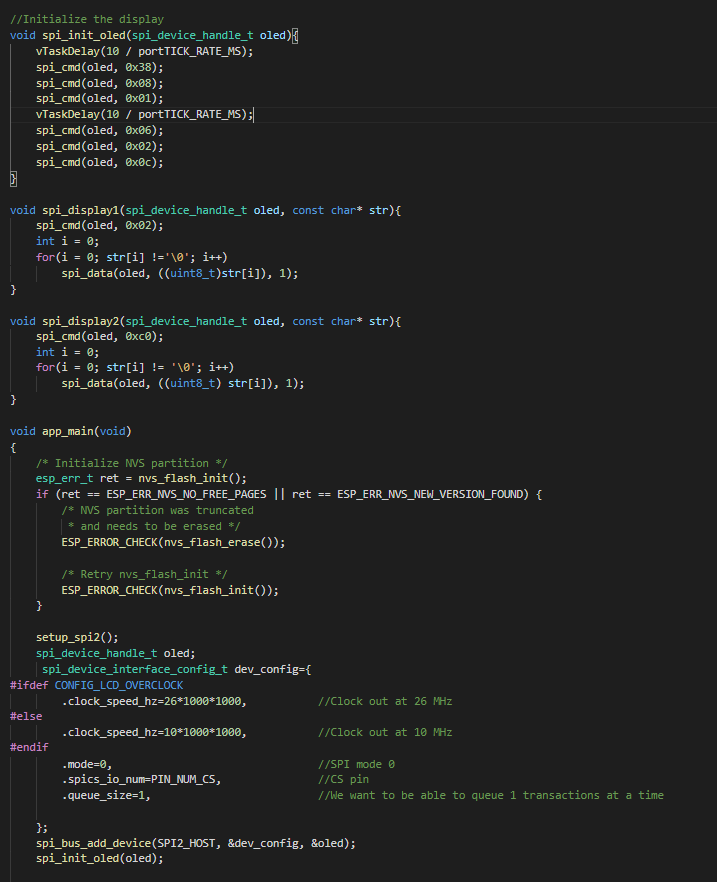 //Initialize the display
void spi_init_oled(spi_device_handle_t oled){
    vTaskDelay(10 / portTICK_RATE_MS);
    spi_cmd(oled, 0x38);
    spi_cmd(oled, 0x08);
    spi_cmd(oled, 0x01);
    vTaskDelay(10 / portTICK_RATE_MS);
    spi_cmd(oled, 0x06);
    spi_cmd(oled, 0x02);
    spi_cmd(oled, 0x0c);
}

void spi_display1(spi_device_handle_t oled, const char* str){
    spi_cmd(oled, 0x02);
    int i = 0;
    for(i = 0; str[i] !='\0'; i++)
        spi_data(oled, ((uint8_t)str[i]), 1);
}

void spi_display2(spi_device_handle_t oled, const char* str){
    spi_cmd(oled, 0xc0);
    int i = 0;
    for(i = 0; str[i] != '\0'; i++)
        spi_data(oled, ((uint8_t) str[i]), 1);
}

void app_main(void)
{
    /* Initialize NVS partition */
    esp_err_t ret = nvs_flash_init();
    if (ret == ESP_ERR_NVS_NO_FREE_PAGES || ret == ESP_ERR_NVS_NEW_VERSION_FOUND) {
        /* NVS partition was truncated
         * and needs to be erased */
        ESP_ERROR_CHECK(nvs_flash_erase());

        /* Retry nvs_flash_init */
        ESP_ERROR_CHECK(nvs_flash_init());
    }

    setup_spi2();
    spi_device_handle_t oled;
     spi_device_interface_config_t dev_config={
#ifdef CONFIG_LCD_OVERCLOCK
        .clock_speed_hz=26*1000*1000,           //Clock out at 26 MHz
#else
        .clock_speed_hz=10*1000*1000,           //Clock out at 10 MHz
#endif
        .mode=0,                                //SPI mode 0
        .spics_io_num=PIN_NUM_CS,               //CS pin
        .queue_size=1,                          //We want to be able to queue 1 transactions at a time

    };
    spi_bus_add_device(SPI2_HOST, &dev_config, &oled);
    spi_init_oled(oled);